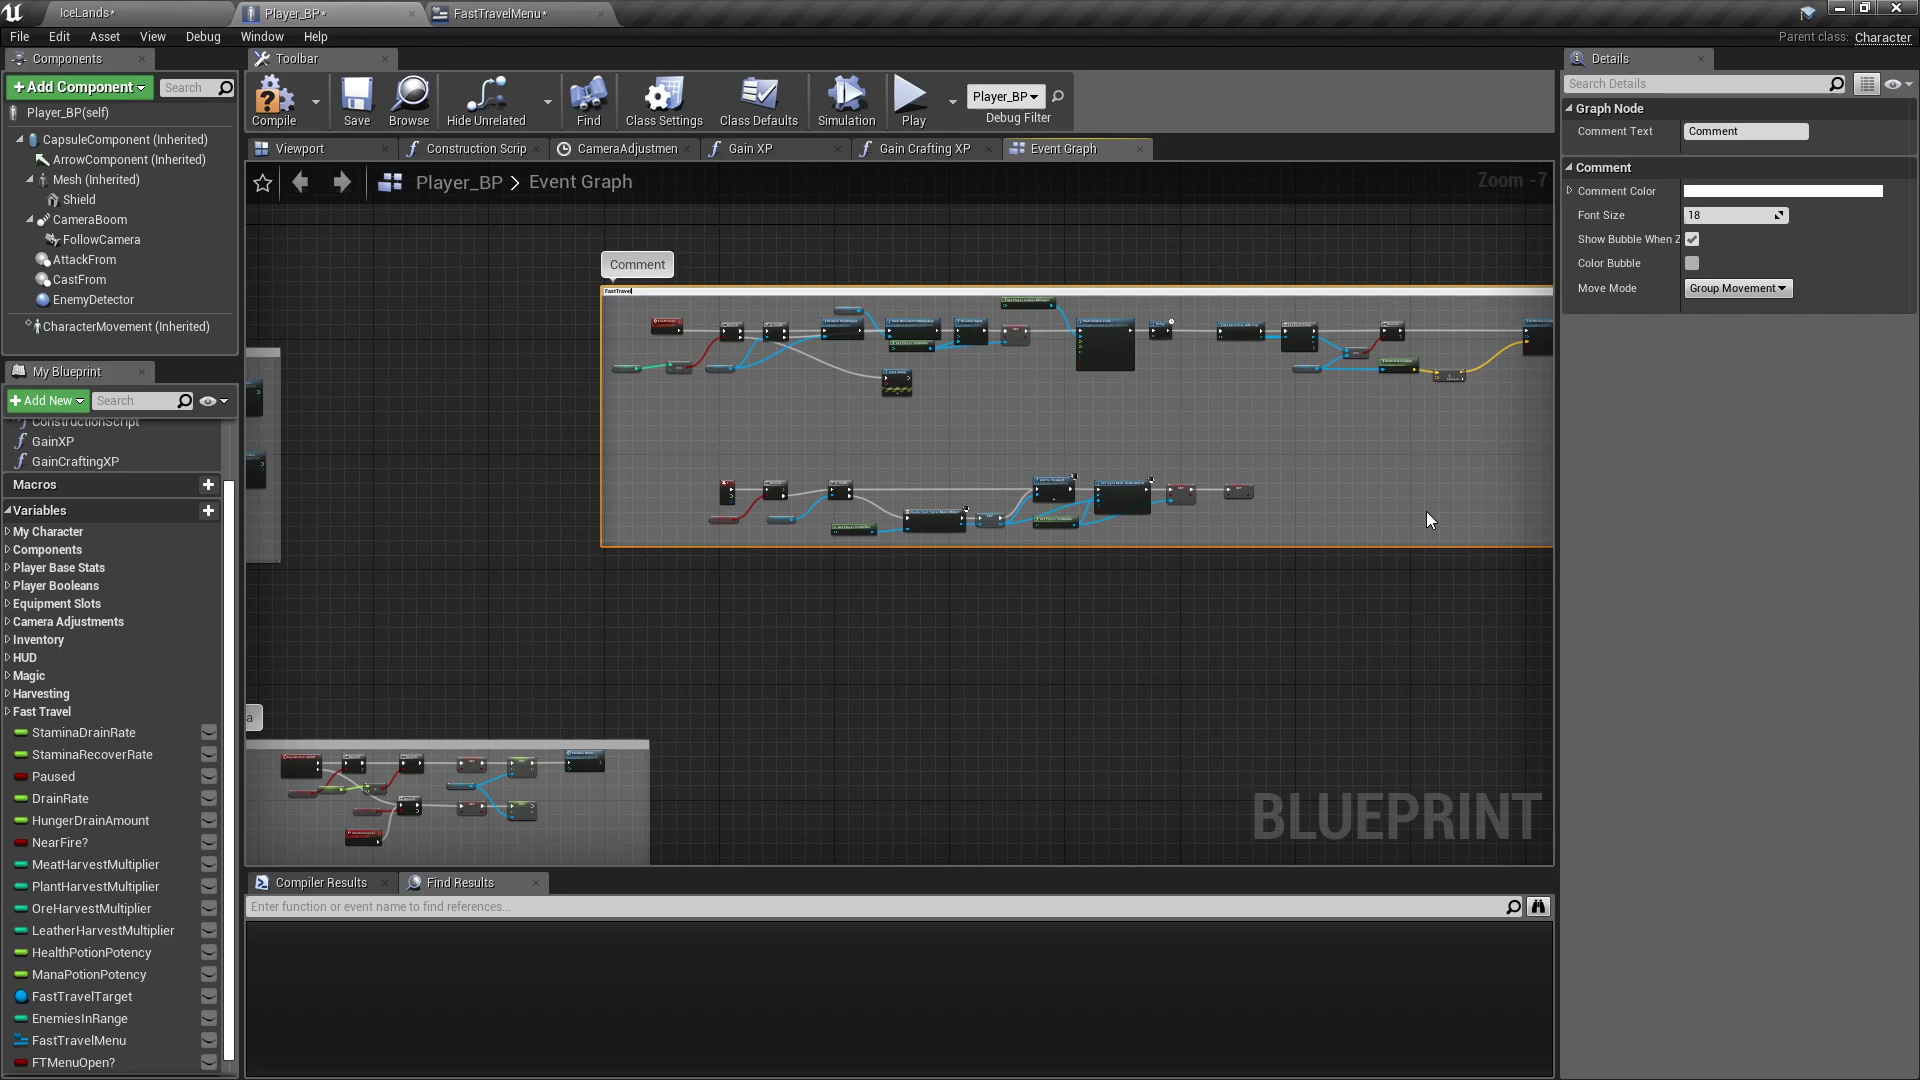 IceLands*
Player_BP*
FastTravelMenu*
File
Edit
Asset
View
Debug
Window
Help
Parent class: Character
Components
+Add Component
Search
Player_BP(self)
CapsuleComponent (Inherited)
ArrowComponent (Inherited)
Mesh (Inherited)
Shield
CameraBoom
FollowCamera
AttackFrom
CastFrom
EnemyDetector
CharacterMovement (Inherited)
My Blueprint
+Add New
Search
ConstructionScript
GainXP
GainCraftingXP
Macros
Variables
My Character
Components
Player Base Stats
Player Booleans
Equipment Slots
Camera Adjustments
Inventory
HUD
Magic
Harvesting
Fast Travel
StaminaDrainRate
StaminaRecoverRate
Paused
DrainRate
HungerDrainAmount
NearFire?
MeatHarvestMultiplier
PlantHarvestMultiplier
OreHarvestMultiplier
LeatherHarvestMultiplier
HealthPotionPotency
ManaPotionPotency
FastTravelTarget
EnemiesInRange
FastTravelMenu
FTMenuOpen?
Toolbar
Compile
Save
Browse
Hide Unrelated
Find
Class Settings
Class Defaults
Simulation
Play
Player_BP
Debug Filter
Viewport
Construction Scrip
CameraAdjustmen
Gain XP
Gain Crafting XP
Event Graph
Player_BP > Event Graph
Zoom -7
Comment
FastTravel
a
BLUEPRINT
Compiler Results
Find Results
Enter function or event name to find references...
Details
Search Details
Graph Node
Comment Text
Comment
Comment
Comment Color
Font Size
18
Show Bubble When Z
Color Bubble
Move Mode
Group Movement